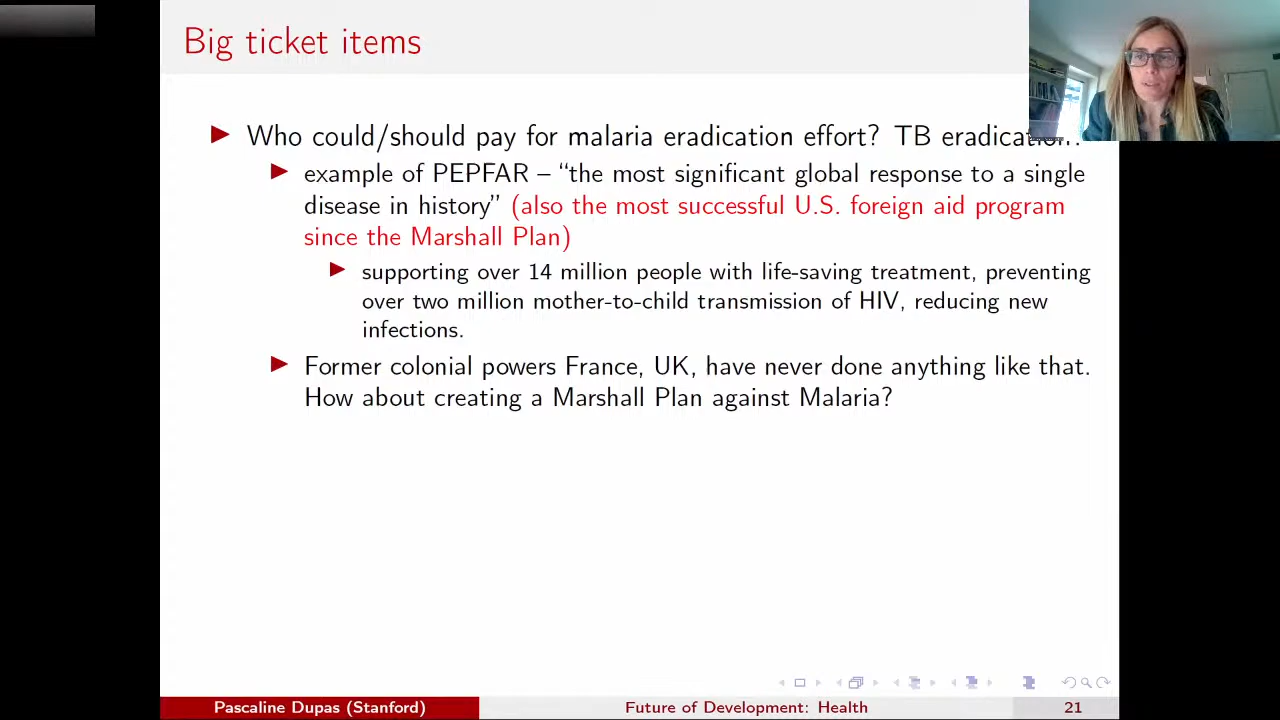 Big ticket items
Who could/should pay for malaria eradication effort? TB eradication?
example of PEPFAR – “the most significant global response to a single
disease in history” (also the most successful U.S. foreign aid program
since the Marshall Plan)
supporting over 14 million people with life-saving treatment, preventing
over two million mother-to-child transmission of HIV, reducing new
infections.
Former colonial powers France, UK, have never done anything like that.
How about creating a Marshall Plan against Malaria?
Pascaline Dupas (Stanford)
Future of Development: Health
21